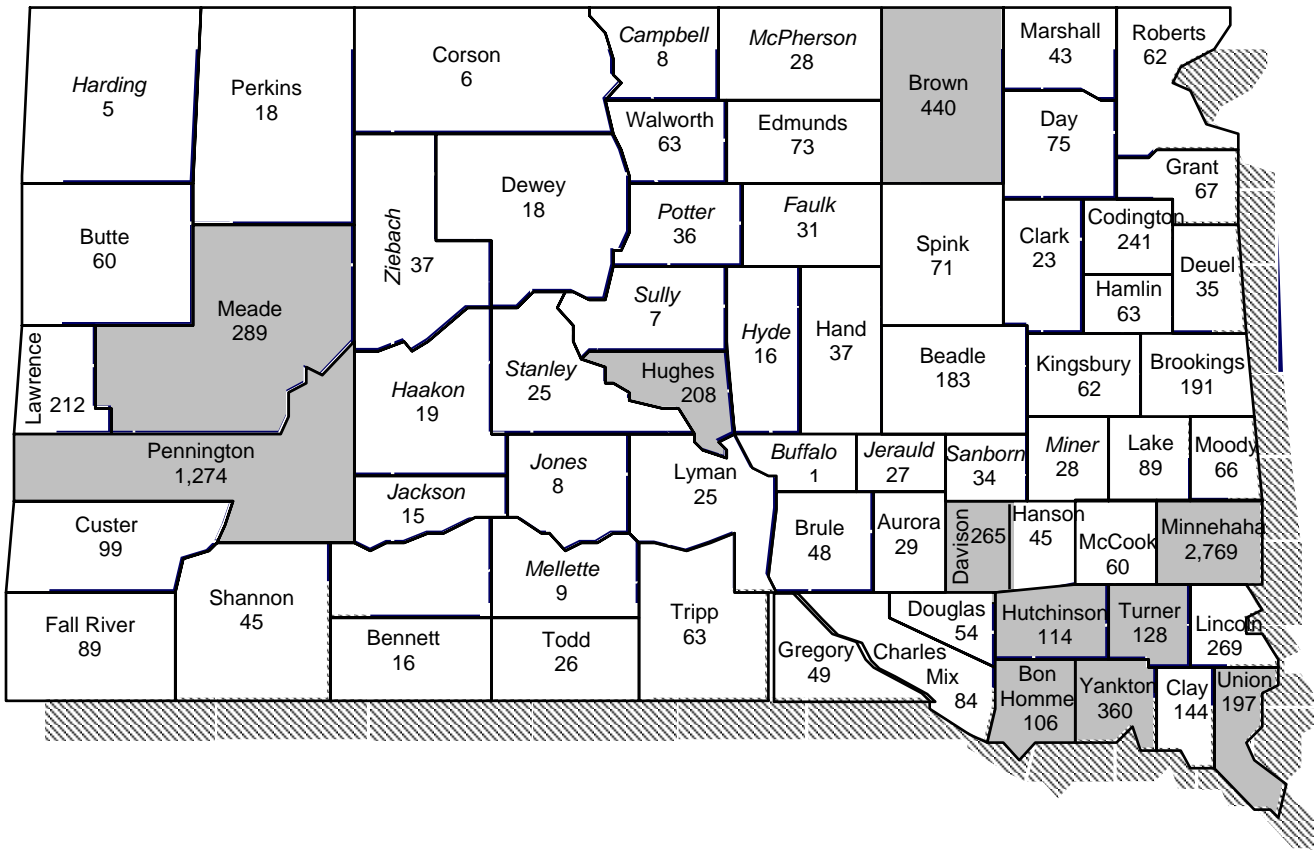 Harding
5
Perkins
18
Corson
6
Campbell
8
McPherson
28
Brown
440
Marshall
43
Roberts
62
Walworth
63
Edmunds
73
Day
75
Grant
67
Butte
60
Meade
289
Ziebach
37
Dewey
18
Potter
36
Faulk
31
Spink
71
Clark
23
Codington
241
Deuel
35
Hamlin
63
Lawrence
212
Haakon
19
Stanley
25
Sully
7
Hughes
208
Hyde
16
Hand
37
Beadle
183
Kingsbury
62
Brookings
191
Pennington
1,274
Jackson
15
Jones
8
Lyman
25
Buffalo
1
Jerauld
27
Sanborn
34
Miner
28
Lake
89
Moody
66
Custer
99
Mellette
9
Brule
48
Aurora
29
Davison
265
Hanson
45
McCook
60
Minnehaha
2,769
Fall River
89
Shannon
45
Bennett
16
Todd
26
Tripp
63
Gregory
49
Charles
Mix
84
Douglas
54
Hutchinson
114
Turner
128
Lincoln
269
Bon
Homme
106
Yankton
360
Clay
144
Union
197